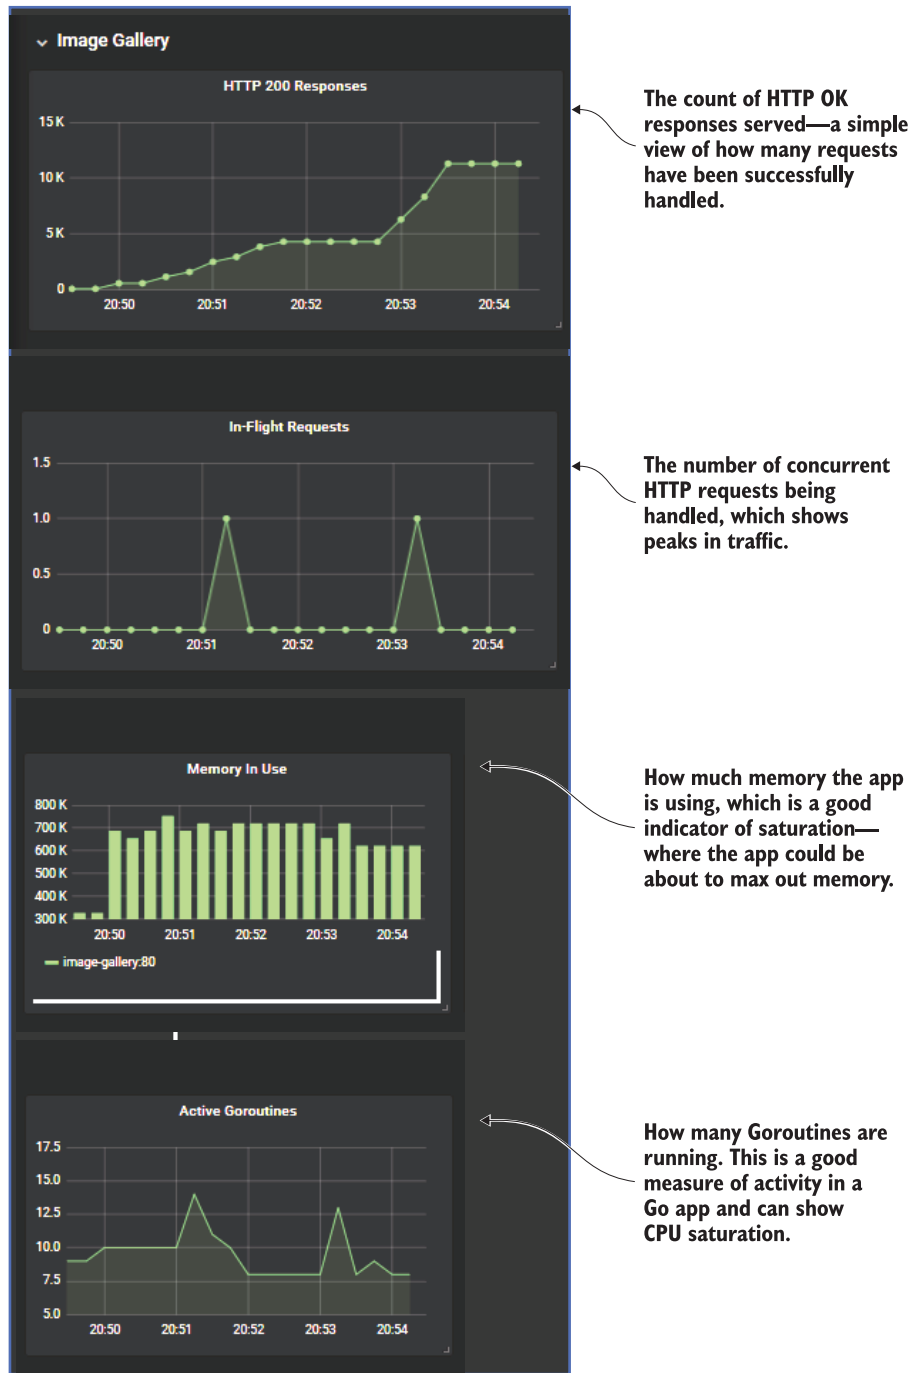 Image Gallery
HTTP 200 Responses
15 K
10 K
5 K
0
20:50 20:51 20:52 20:53 20:54
The count of HTTP OK
responses served—a simple
view of how many requests
have been successfully
handled.
In-Flight Requests
1.5
1.0
0.5
0
20:50 20:51 20:52 20:53 20:54
The number of concurrent
HTTP requests being
handled, which shows
peaks in traffic.
Memory In Use
800 K
700 K
600 K
500 K
400 K
300 K
20:50 20:51 20:52 20:53 20:54
image-gallery:80
How much memory the app
is using, which is a good
indicator of saturation—
where the app could be
about to max out memory.
Active Goroutines
17.5
15.0
12.5
10.0
7.5
5.0
20:50 20:51 20:52 20:53 20:54
How many Goroutines are
running. This is a good
measure of activity in a
Go app and can show
CPU saturation.